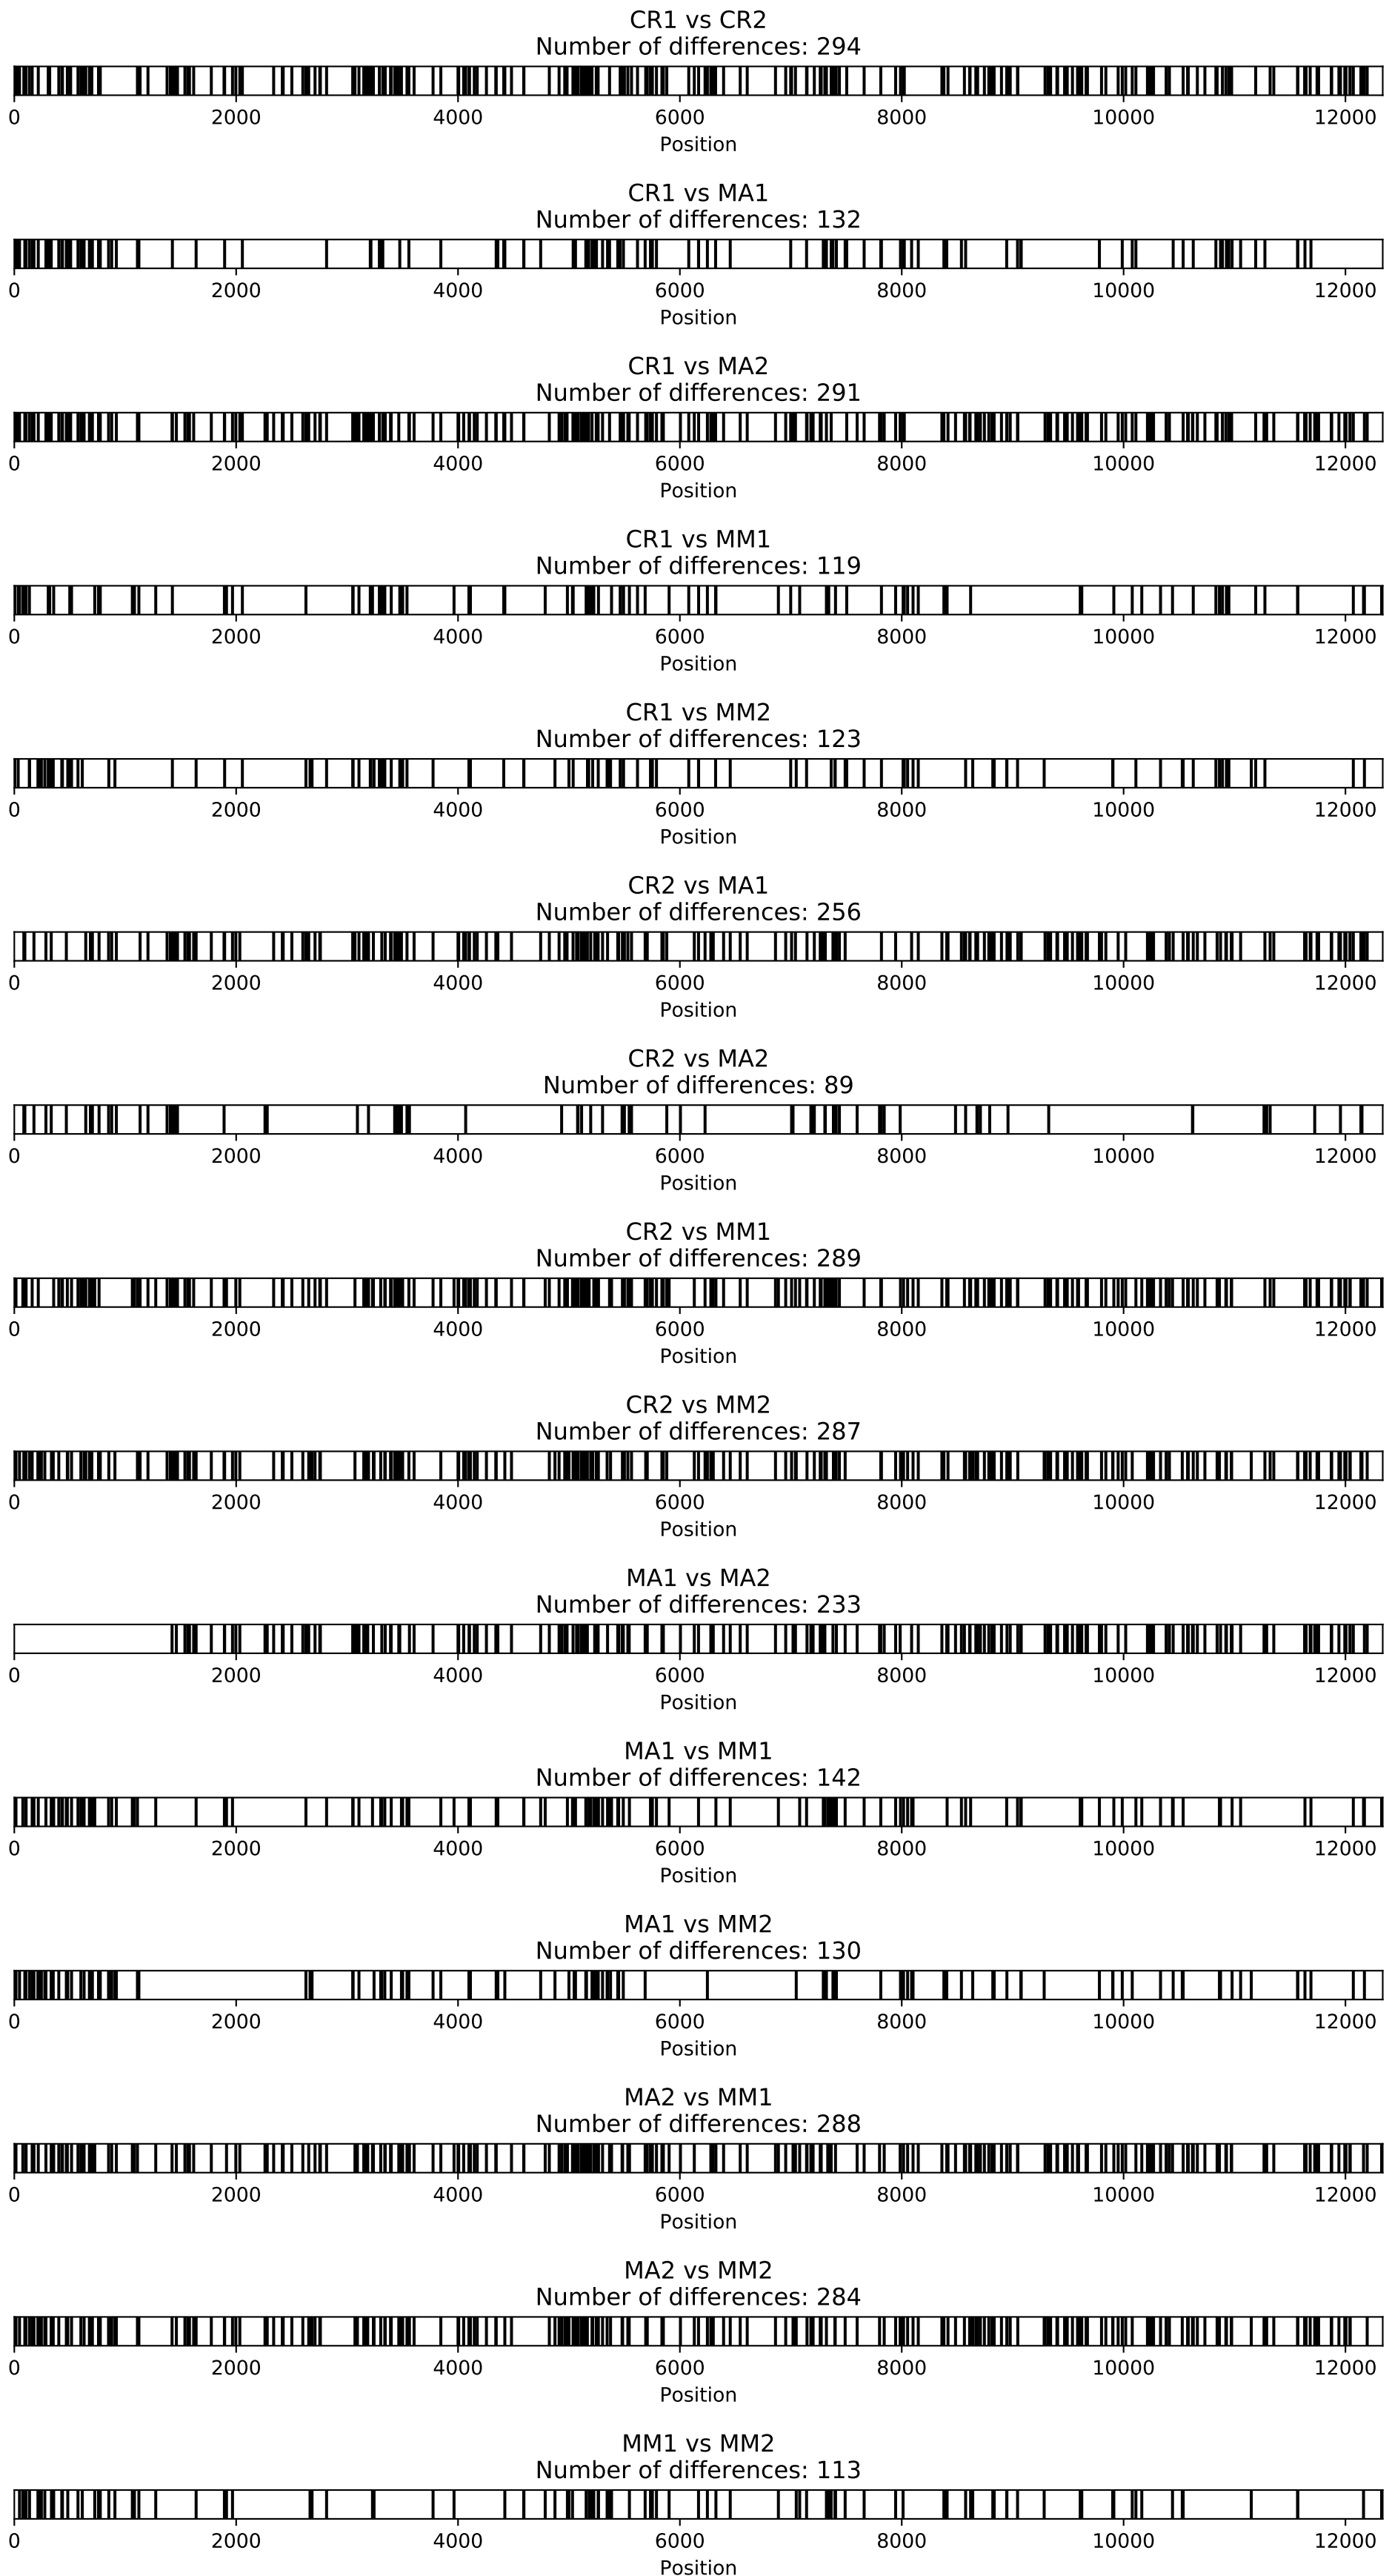 CR1 vs CR2
Number of differences: 294
0 2000 4000 6000 8000 10000 12000
Position
CR1 vs MA1
Number of differences: 132
0 2000 4000 6000 8000 10000 12000
Position
CR1 vs MA2
Number of differences: 291
0 2000 4000 6000 8000 10000 12000
Position
CR1 vs MM1
Number of differences: 119
0 2000 4000 6000 8000 10000 12000
Position
CR1 vs MM2
Number of differences: 123
0 2000 4000 6000 8000 10000 12000
Position
CR2 vs MA1
Number of differences: 256
0 2000 4000 6000 8000 10000 12000
Position
CR2 vs MA2
Number of differences: 89
0 2000 4000 6000 8000 10000 12000
Position
CR2 vs MM1
Number of differences: 289
0 2000 4000 6000 8000 10000 12000
Position
CR2 vs MM2
Number of differences: 287
0 2000 4000 6000 8000 10000 12000
Position
MA1 vs MA2
Number of differences: 233
0 2000 4000 6000 8000 10000 12000
Position
MA1 vs MM1
Number of differences: 142
0 2000 4000 6000 8000 10000 12000
Position
MA1 vs MM2
Number of differences: 130
0 2000 4000 6000 8000 10000 12000
Position
MA2 vs MM1
Number of differences: 288
0 2000 4000 6000 8000 10000 12000
Position
MA2 vs MM2
Number of differences: 284
0 2000 4000 6000 8000 10000 12000
Position
MM1 vs MM2
Number of differences: 113
0 2000 4000 6000 8000 10000 12000
Position